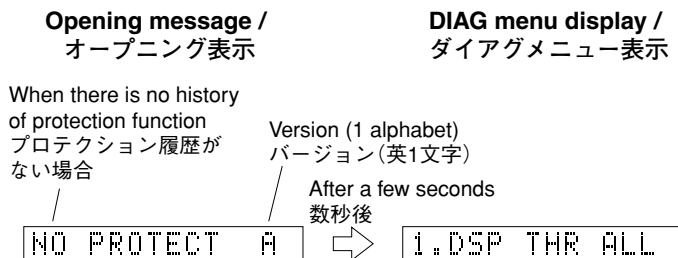 Opening message /
オープニング表示
DIAG menu display /
ダイアグメニュー表示
When there is no history
of protection function
プロテクション履歴が
ない場合
Version (1 alphabet)
バージョン（英1文字）
After a few seconds
数秒後
NO PROTECT A
1.DSP THR ALL